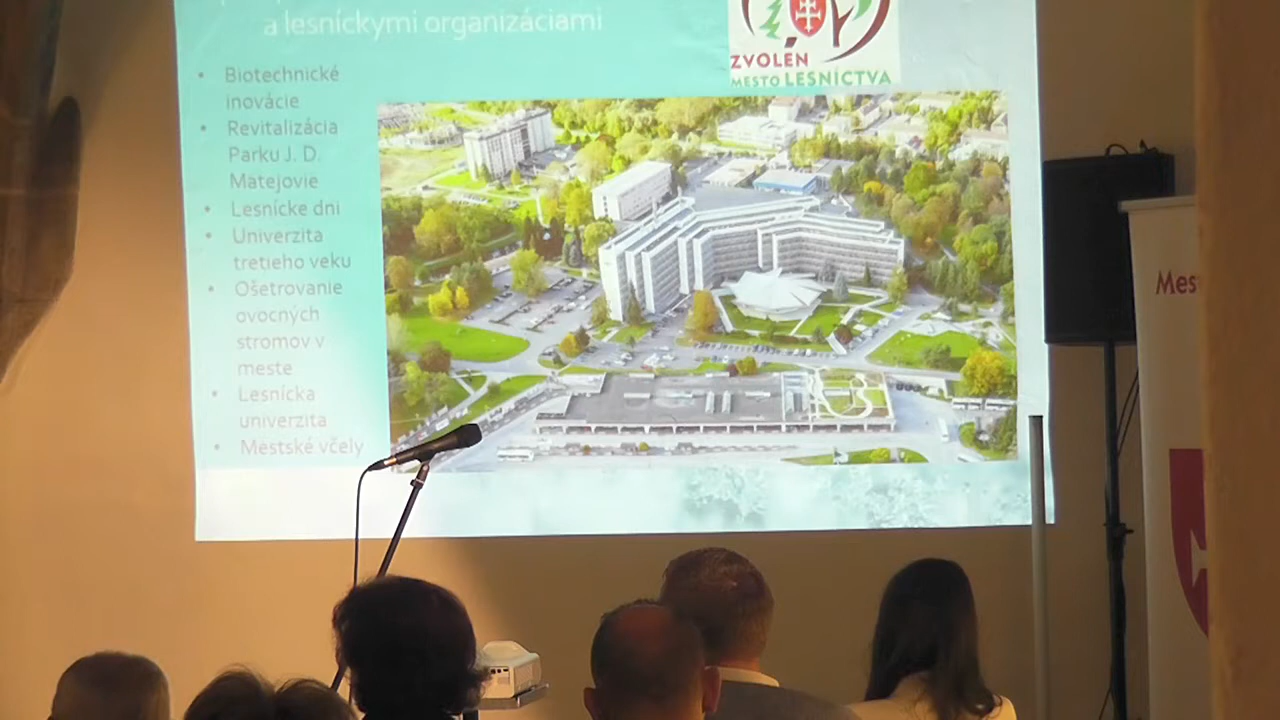 a lesníckymi organizáciami
ZVOLEN
MESTO LESNÍCTVA
• Biotechnické
inovácie
• Revitalizácia
Parku J. D.
Matejovie
• Lesnícke dni
• Univerzita
tretieho veku
• Ošetrovanie
ovocných
stromov v
meste
• Lesnícka
univerzita
• Mestské včely